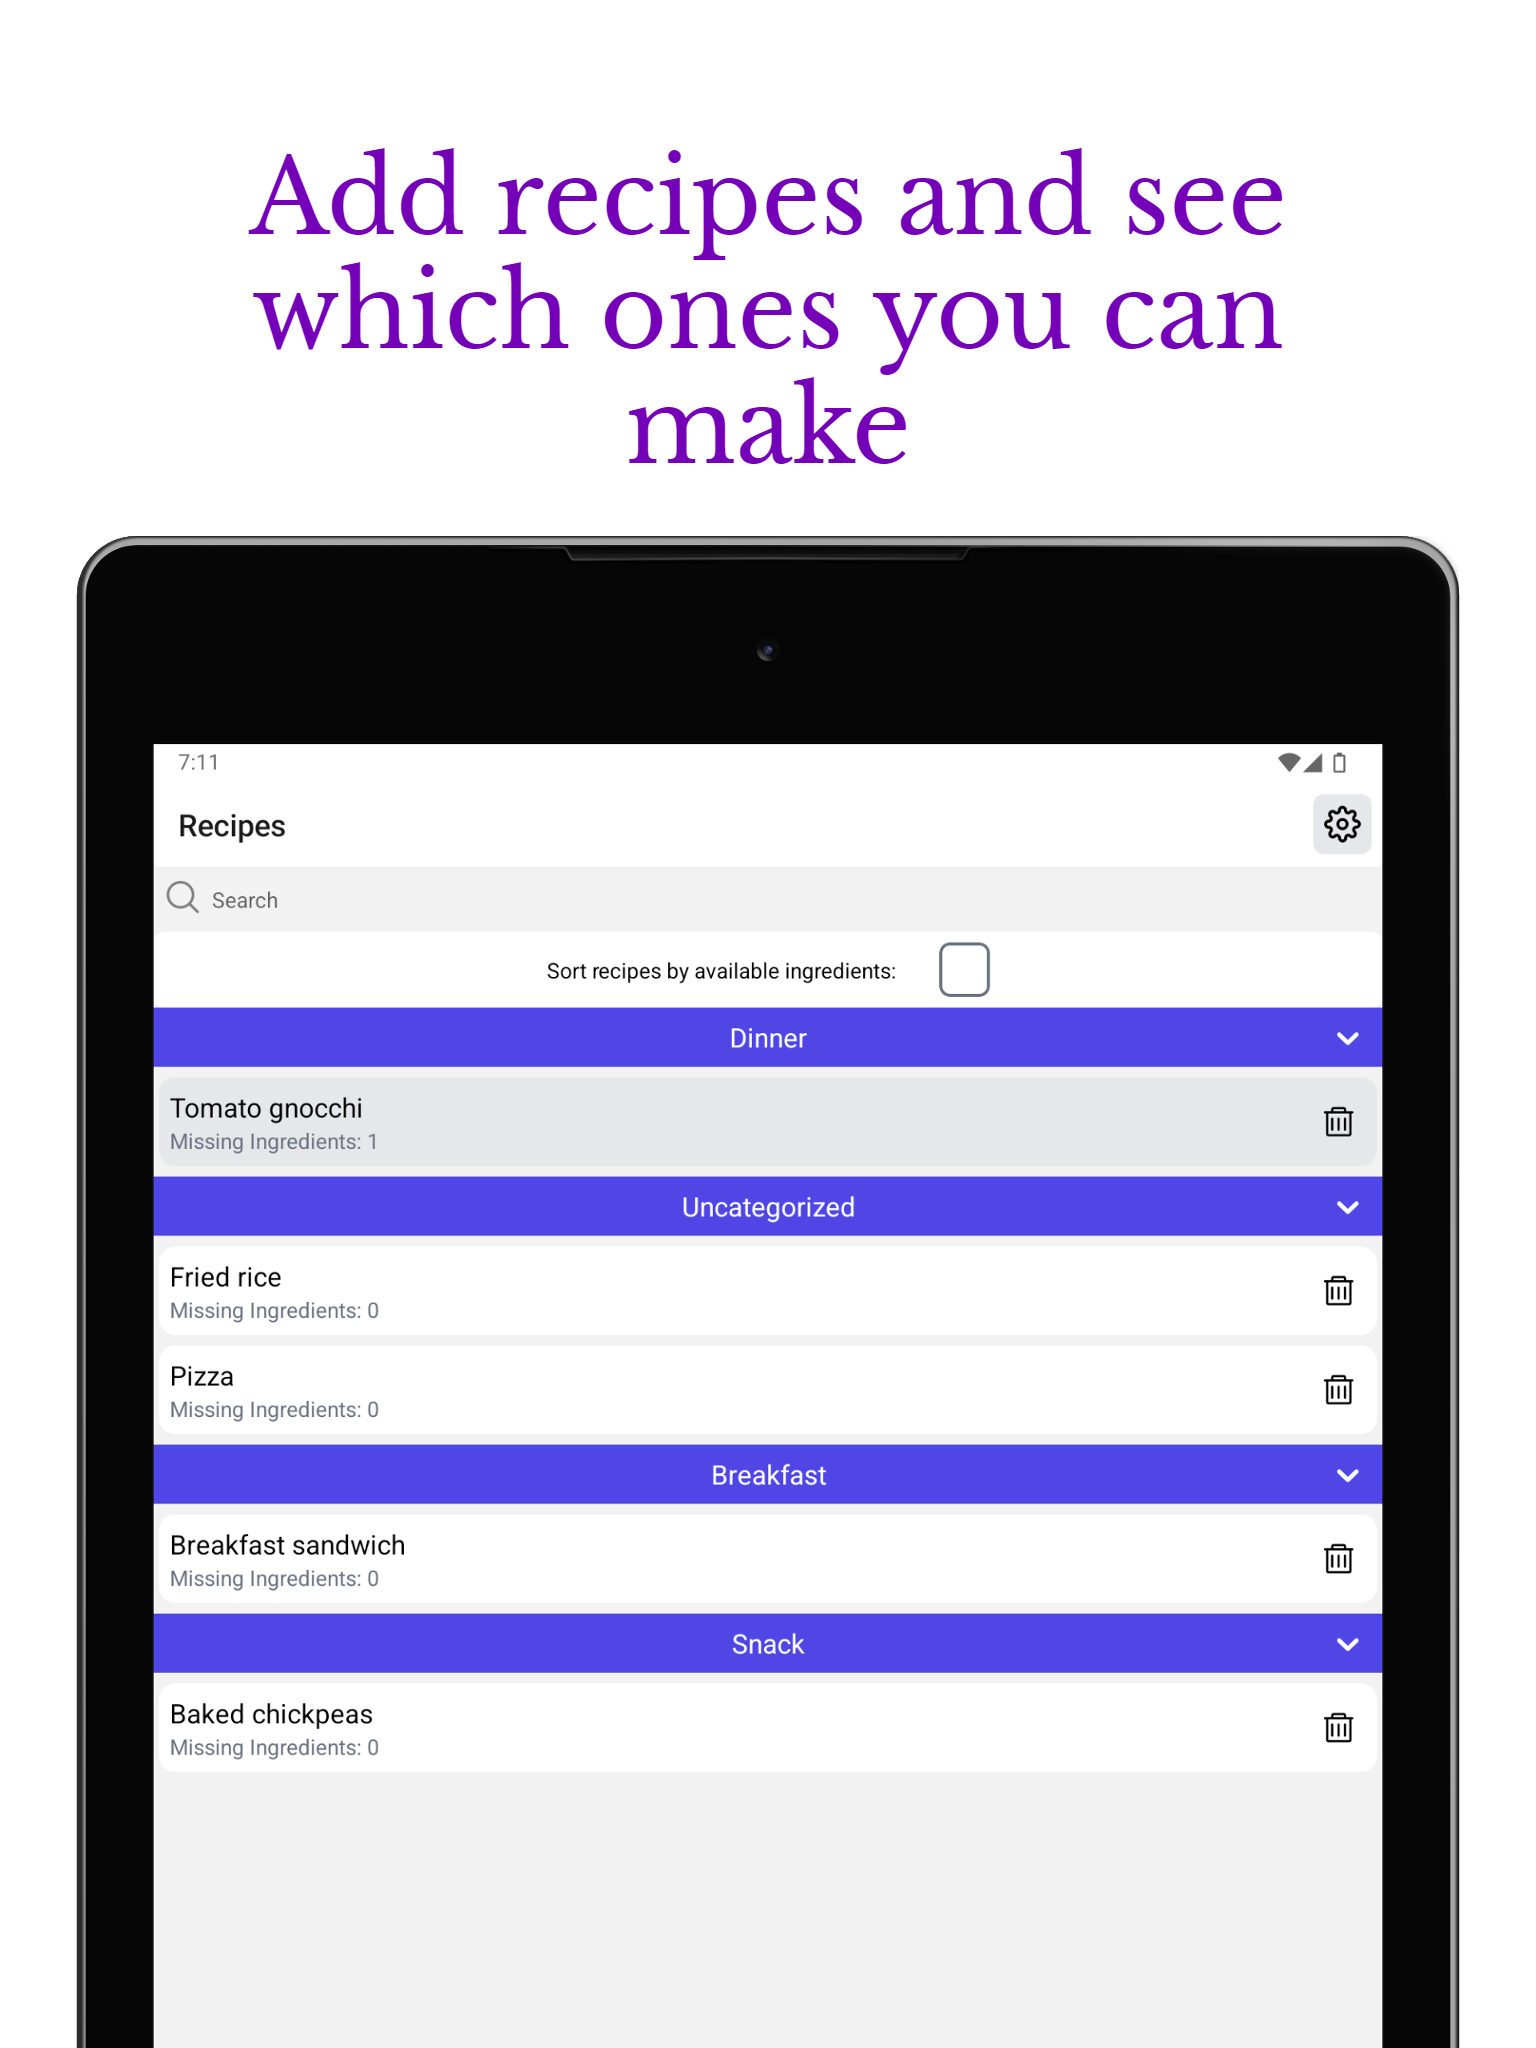 Add recipes and see
which ones you can
make
7:11
Recipes
Search
Sort recipes by available ingredients:
Dinner
Tomato gnocchi
Missing Ingredients: 1
Uncategorized
Fried rice
Missing Ingredients: 0
Pizza
Missing Ingredients: 0
Breakfast
Breakfast sandwich
Missing Ingredients: 0
Snack
Baked chickpeas
Missing Ingredients: 0